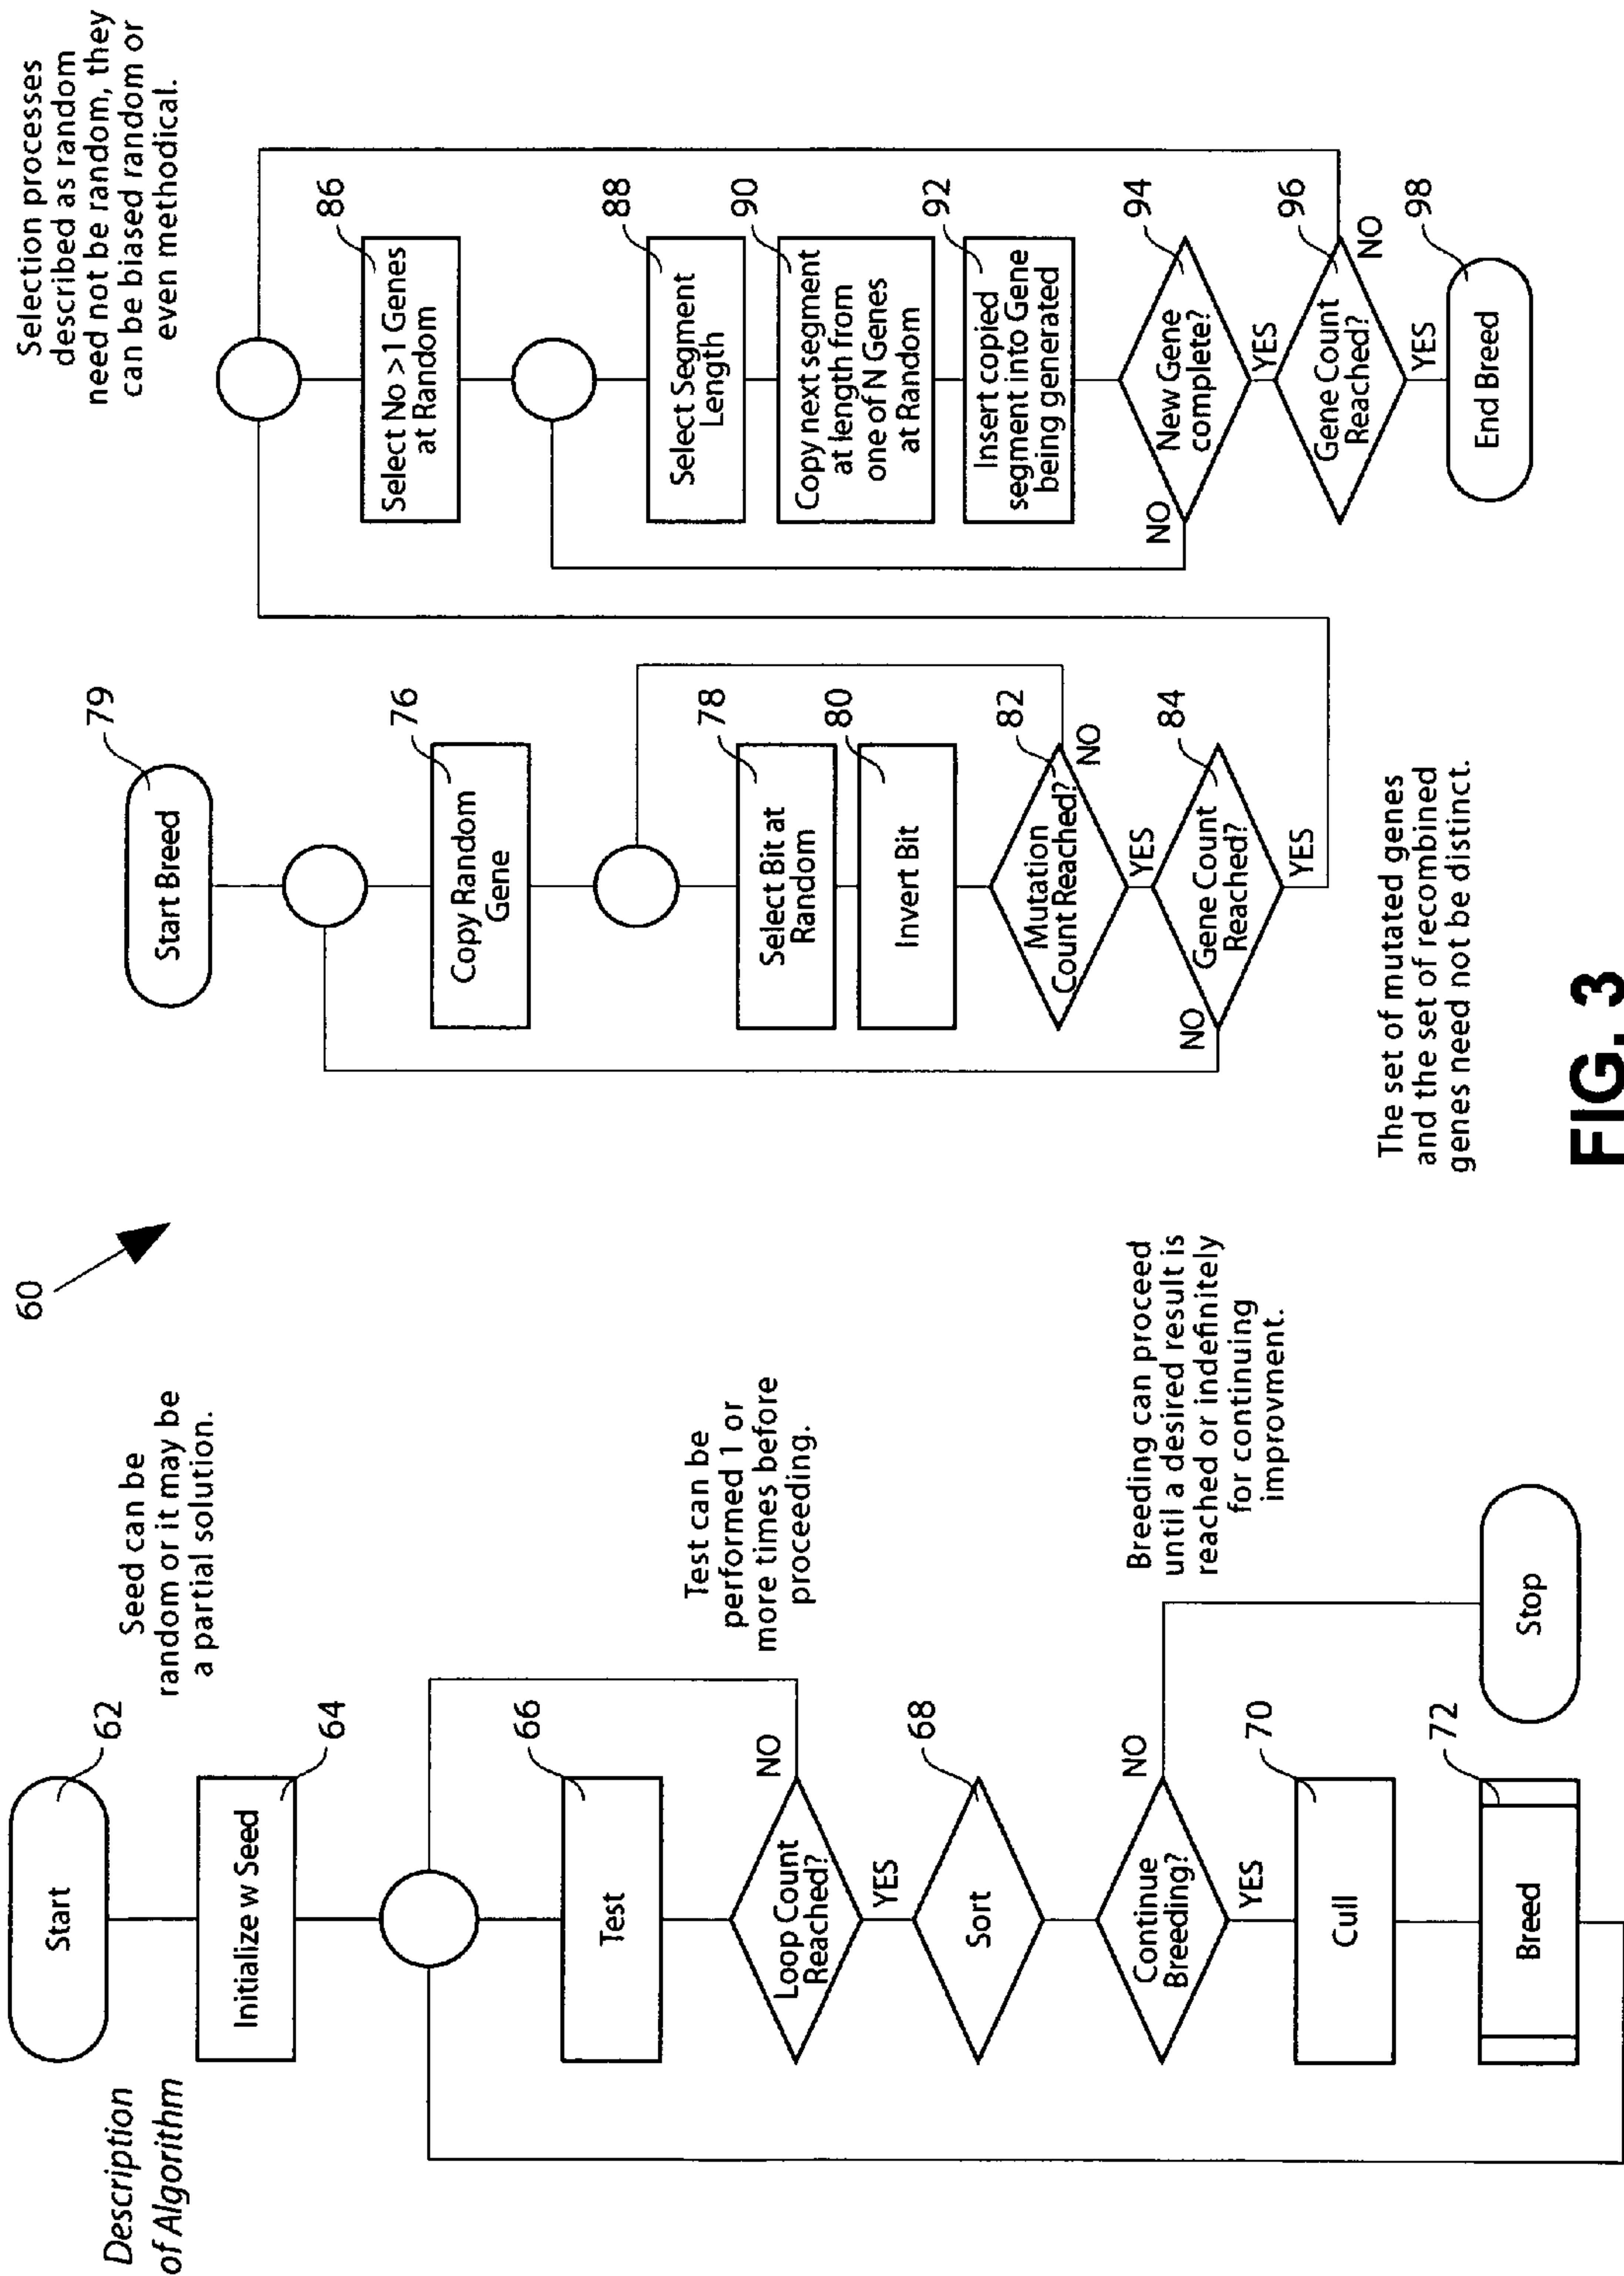 Description
of Algorithm
Start
62
Seed can be
random or it may be
a partial solution.
Initialize w Seed
64
Test
66
Test can be
performed 1 or
more times before
proceeding.
Loop Count
Reached?
NO
YES
Sort
68
Continue
Breeding?
NO
YES
Breeding can proceed
until a desired result is
reached or indefinitely
for continuing
improvment.
Cull
70
Breed
72
Stop
60
Start Breed
79
Copy Random
Gene
76
Select Bit at
Random
78
Invert Bit
80
Mutation
Count Reached?
82
NO
YES
Gene Count
Reached?
84
NO
YES
The set of mutated genes
and the set of recombined
genes need not be distinct.
Selection processes
described as random
need not be random, they
can be biased random or
even methodical.
Select No >1 Genes
at Random
86
Select Segment
Length
88
Copy next segment
at length from
one of N Genes
at Random
90
Insert copied
segment into Gene
being generated
92
New Gene
complete?
94
NO
YES
Gene Count
Reached?
96
NO
YES
End Breed
98
FIG. 3